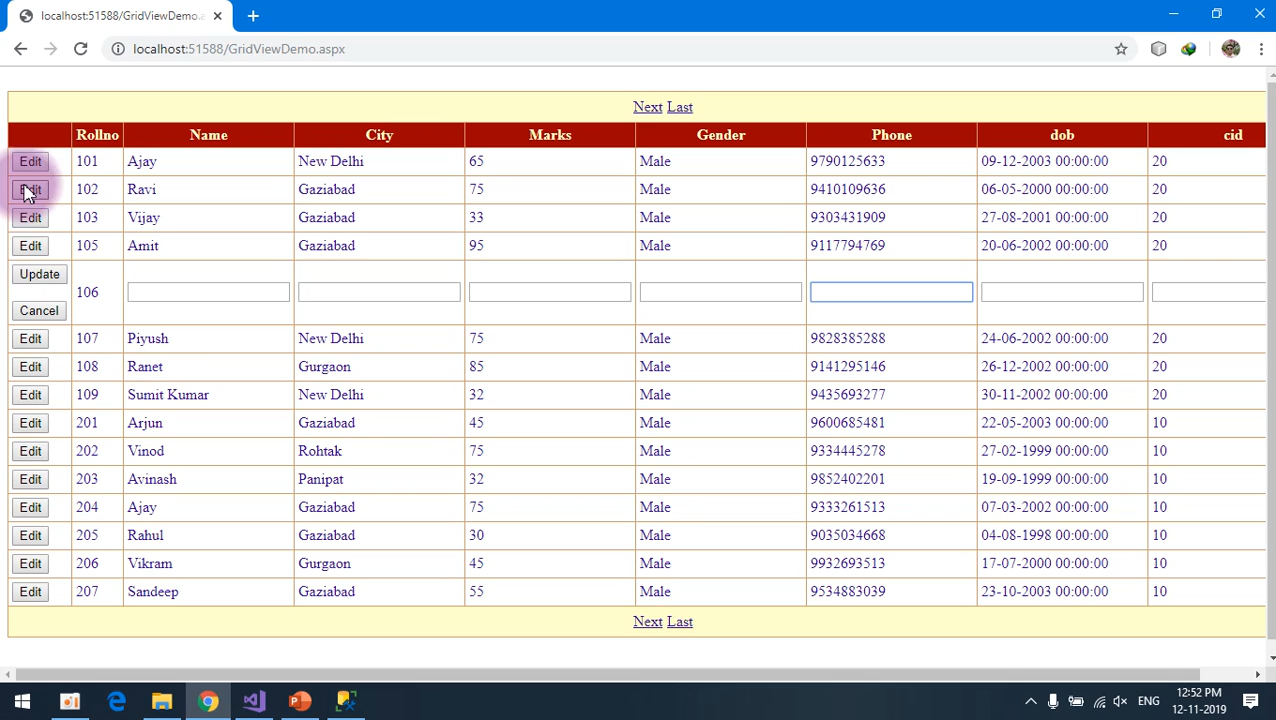 localhost:51588/GridViewDemo.a
localhost:51588/GridViewDemo.aspx
Next Last
Rollno Name City Marks Gender Phone dob cid
Edit 101 Ajay New Delhi 65 Male 9790125633 09-12-2003 00:00:00 20
Edit 102 Ravi Gaziabad 75 Male 9410109636 06-05-2000 00:00:00 20
Edit 103 Vijay Gaziabad 33 Male 9303431909 27-08-2001 00:00:00 20
Edit 105 Amit Gaziabad 95 Male 9117794769 20-06-2002 00:00:00 20
Update
106
Cancel
Edit 107 Piyush New Delhi 75 Male 9828385288 24-06-2002 00:00:00 20
Edit 108 Ranet Gurgaon 85 Male 9141295146 26-12-2002 00:00:00 20
Edit 109 Sumit Kumar New Delhi 32 Male 9435693277 30-11-2002 00:00:00 20
Edit 201 Arjun Gaziabad 45 Male 9600685481 22-05-2003 00:00:00 10
Edit 202 Vinod Rohtak 75 Male 9334445278 27-02-1999 00:00:00 10
Edit 203 Avinash Panipat 32 Male 9852402201 19-09-1999 00:00:00 10
Edit 204 Ajay Gaziabad 75 Male 9333261513 07-03-2002 00:00:00 10
Edit 205 Rahul Gaziabad 30 Male 9035034668 04-08-1998 00:00:00 10
Edit 206 Vikram Gurgaon 45 Male 9932693513 17-07-2000 00:00:00 10
Edit 207 Sandeep Gaziabad 55 Male 9534883039 23-10-2003 00:00:00 10
Next Last
ENG
12:52 PM
12-11-2019